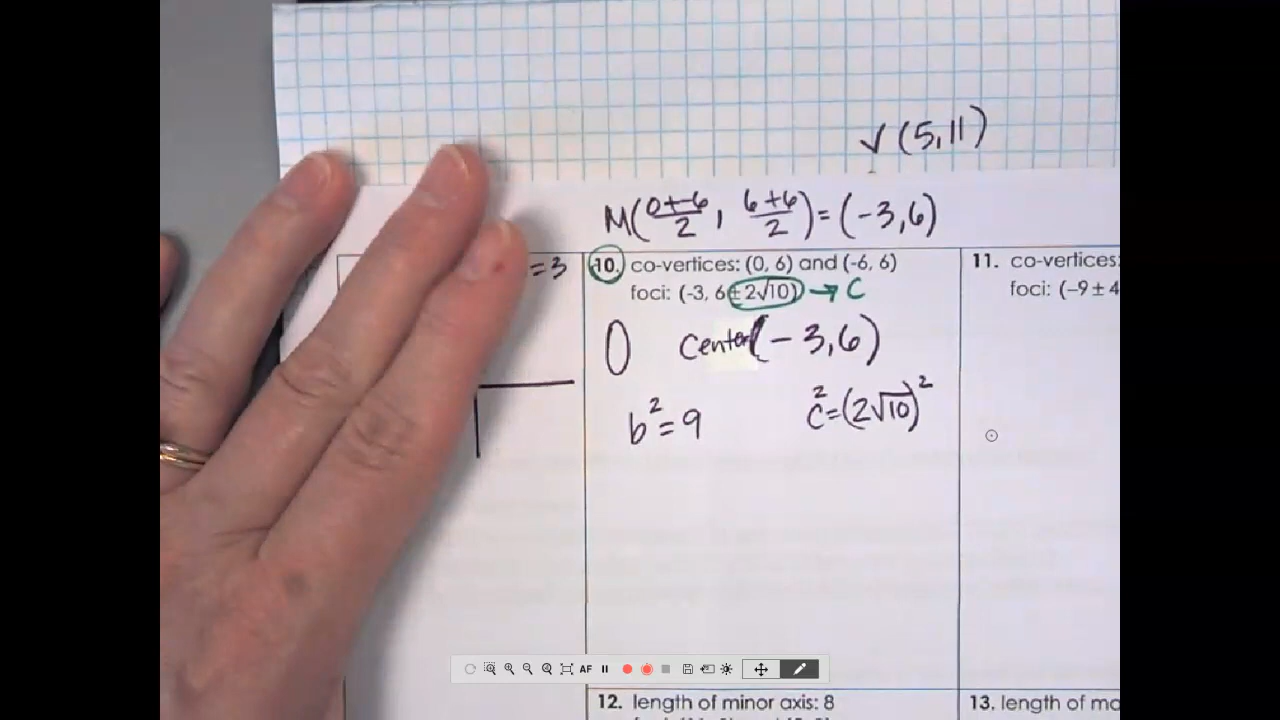 √(5,11)
M(0+-6/2, 6+6/2)=(-3,6)
=3
10. co-vertices: (0, 6) and (-6, 6)
foci: (-3, 6±2√10) → C
11. co-vertices:
foci: (–9 ± 4
0 center(-3,6)
b²=9
c²=(2√10)²
12. length of minor axis: 8
13. length of ma
AF